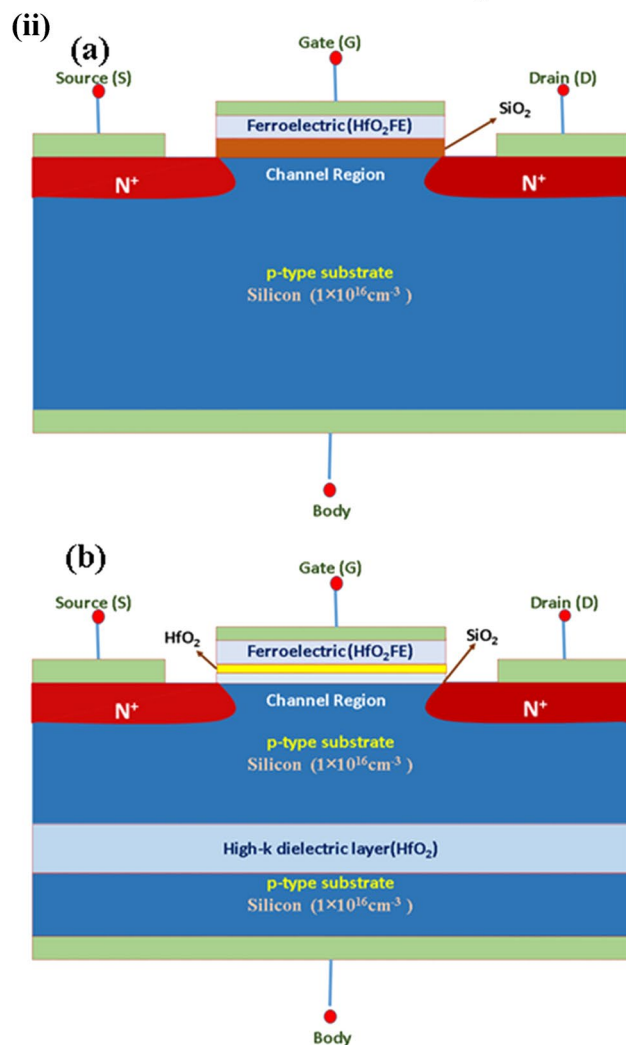 (ii)
(a)
Gate (G)
Source (S)
Drain (D)
SiO₂
Ferroelectric(HfO₂FE)
Channel Region
N⁺
N⁺
p-type substrate
Silicon (1×10¹⁶cm⁻³ )
Body
(b)
Gate (G)
Source (S)
Drain (D)
HfO₂
SiO₂
Ferroelectric(HfO₂FE)
Channel Region
N⁺
N⁺
p-type substrate
Silicon (1×10¹⁶cm⁻³ )
High-k dielectric layer(HfO₂)
p-type substrate
Silicon (1×10¹⁶cm⁻³ )
Body